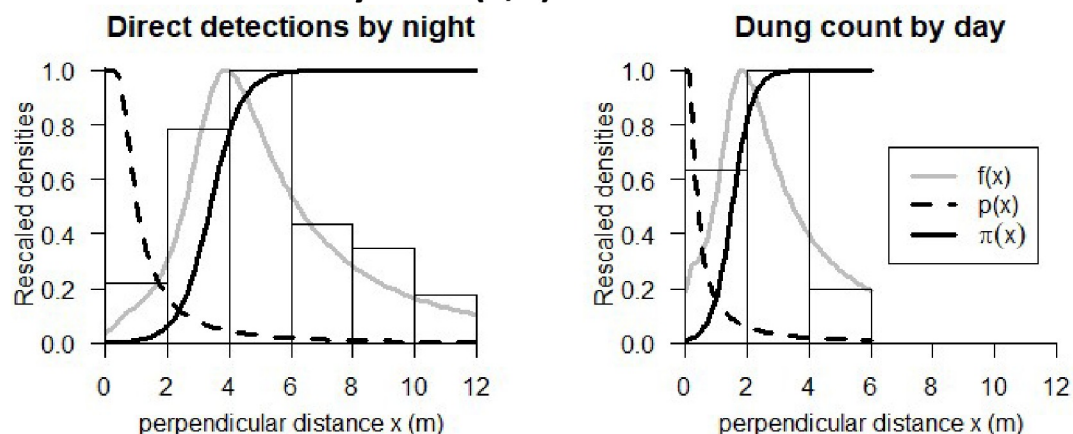 Direct detections by night
Rescaled densities
1.0
0.8
0.6
0.4
0.2
0.0
0 2 4 6 8 10 12
perpendicular distance x (m)
Dung count by day
Rescaled densities
1.0
0.8
0.6
0.4
0.2
0.0
0 2 4 6 8 10 12
perpendicular distance x (m)
f(x)
p(x)
π(x)